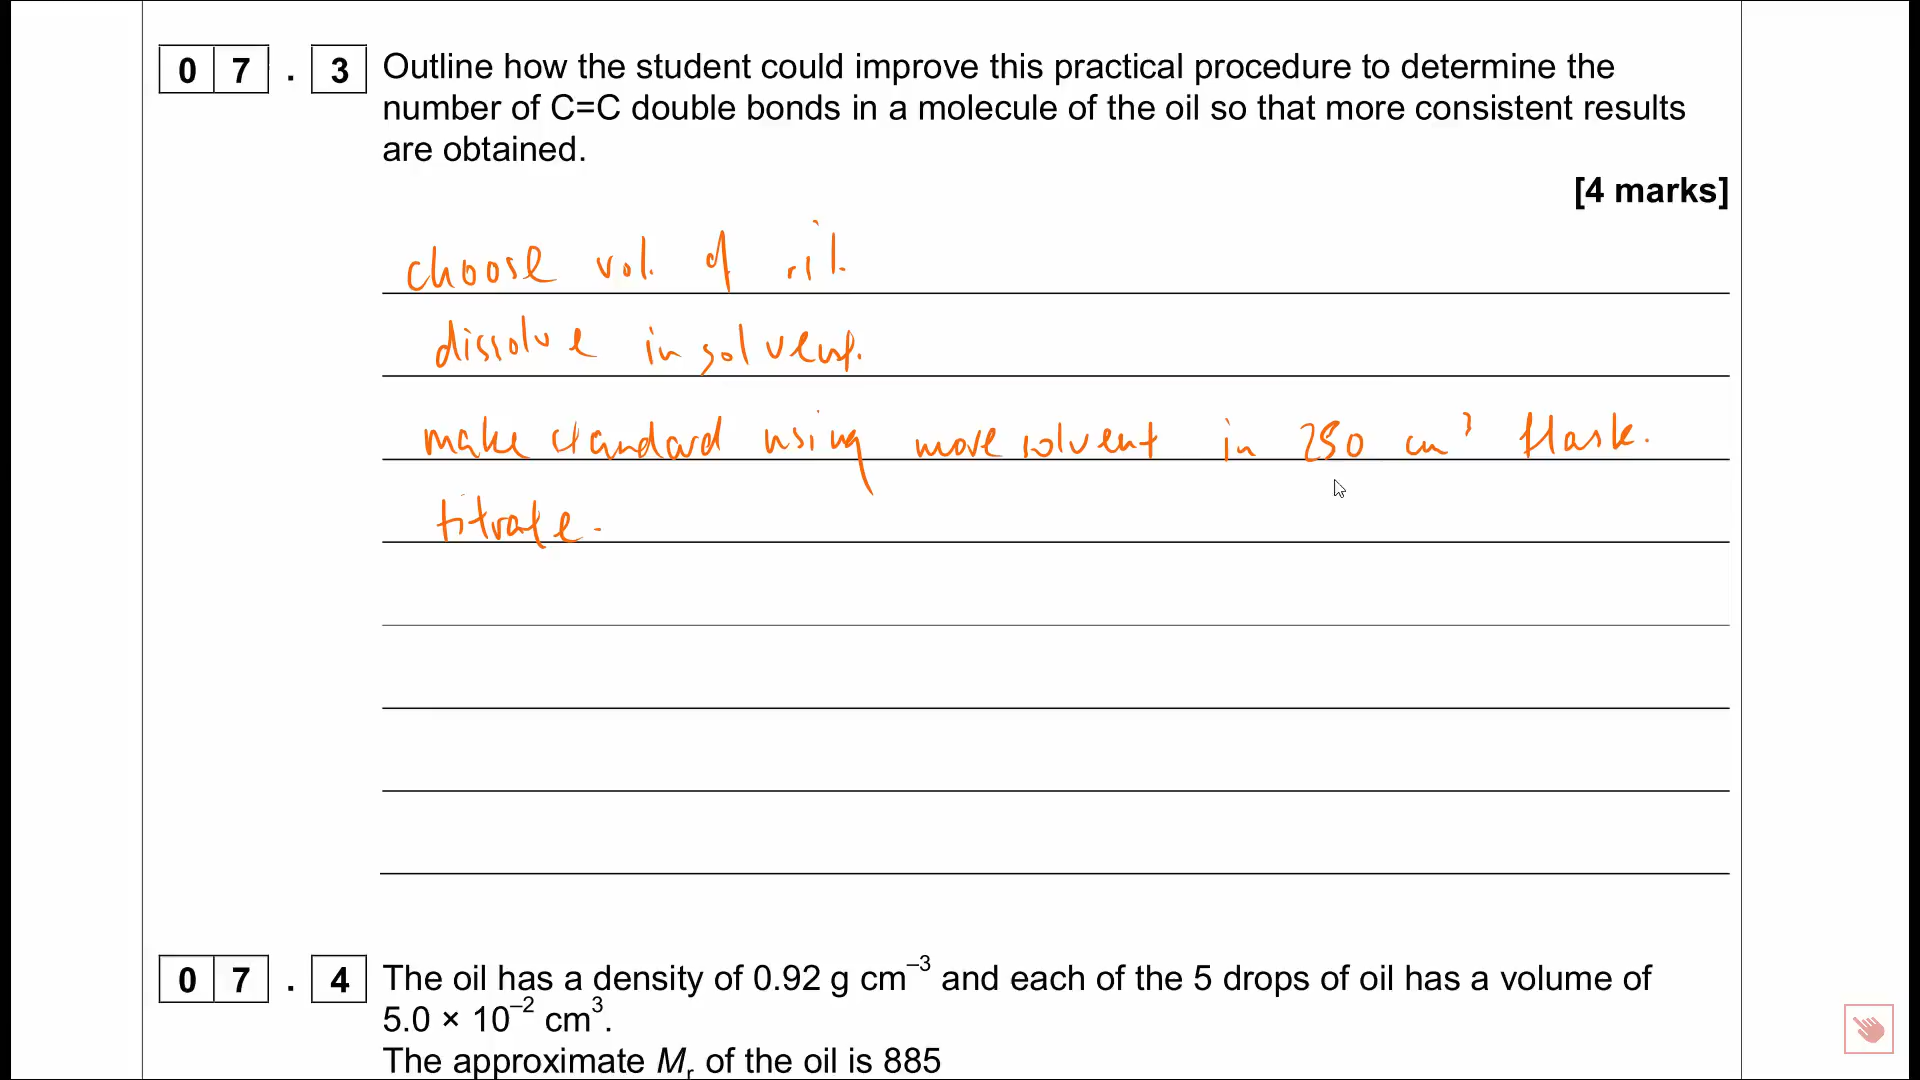 07.3 Outline how the student could improve this practical procedure to determine the
number of C=C double bonds in a molecule of the oil so that more consistent results
are obtained.
[4 marks]
choose vol. of oil.
dissolve in solvent.
make standard using more solvent in 250 cm³ flask.
titrate.
07.4 The oil has a density of 0.92 g cm⁻³ and each of the 5 drops of oil has a volume of
5.0 × 10⁻² cm³.
The approximate Mᵣ of the oil is 885